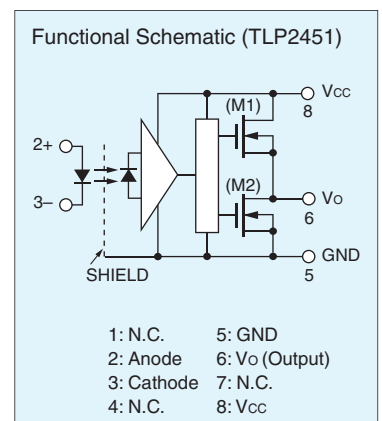 Functional Schematic (TLP2451)
VCC
(M1)
8
2+
(M2)
VO
3–
6
GND
SHIELD
5
1: N.C.
5: GND
2: Anode
6: VO (Output)
3: Cathode
7: N.C.
4: N.C.
8: VCC